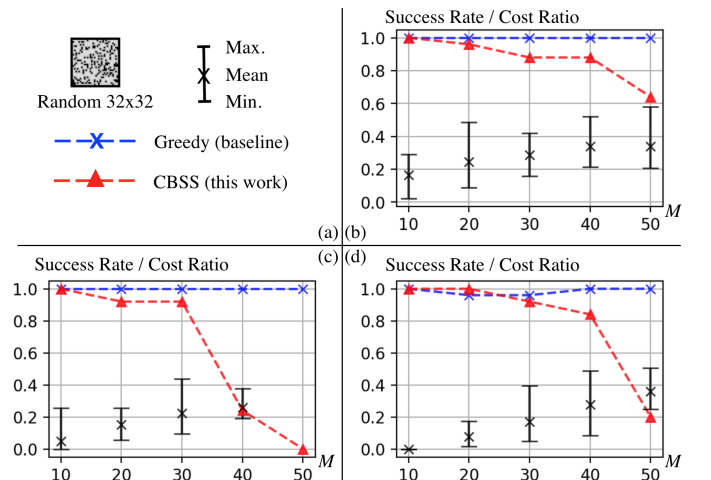 Max.
Mean
Min.
Random 32x32
Greedy (baseline)
CBSS (this work)
(a)
Success Rate / Cost Ratio
1.0
0.8
0.6
0.4
0.2
0.0
10 20 30 40 50
M
(b)
(c)
Success Rate / Cost Ratio
1.0
0.8
0.6
0.4
0.2
0.0
10 20 30 40 50
M
(d)
Success Rate / Cost Ratio
1.0
0.8
0.6
0.4
0.2
0.0
10 20 30 40 50
M